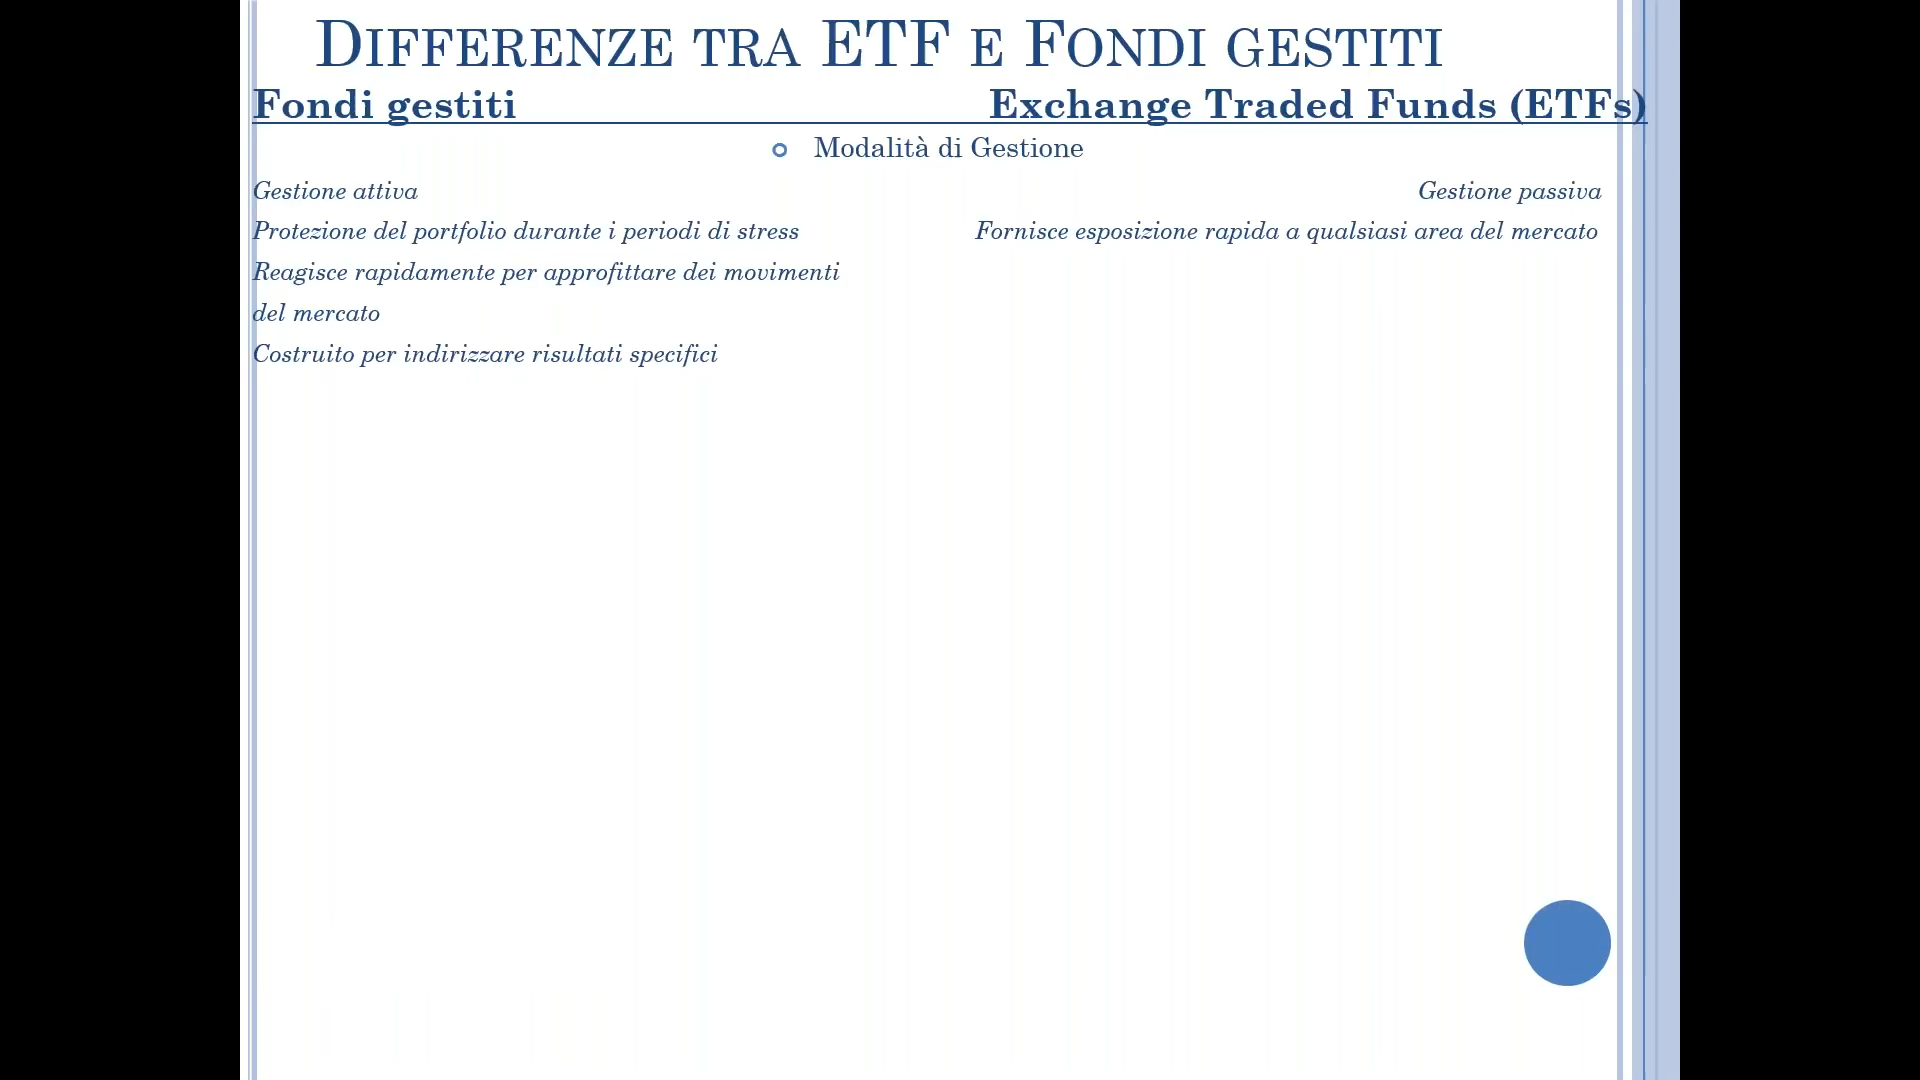 Differenze tra ETF e Fondi gestiti
Fondi gestiti Exchange Traded Funds (ETFs)
Modalità di Gestione
Gestione attiva Gestione passiva
Protezione del portfolio durante i periodi di stress Fornisce esposizione rapida a qualsiasi area del mercato
Reagisce rapidamente per approfittare dei movimenti
del mercato
Costruito per indirizzare risultati specifici